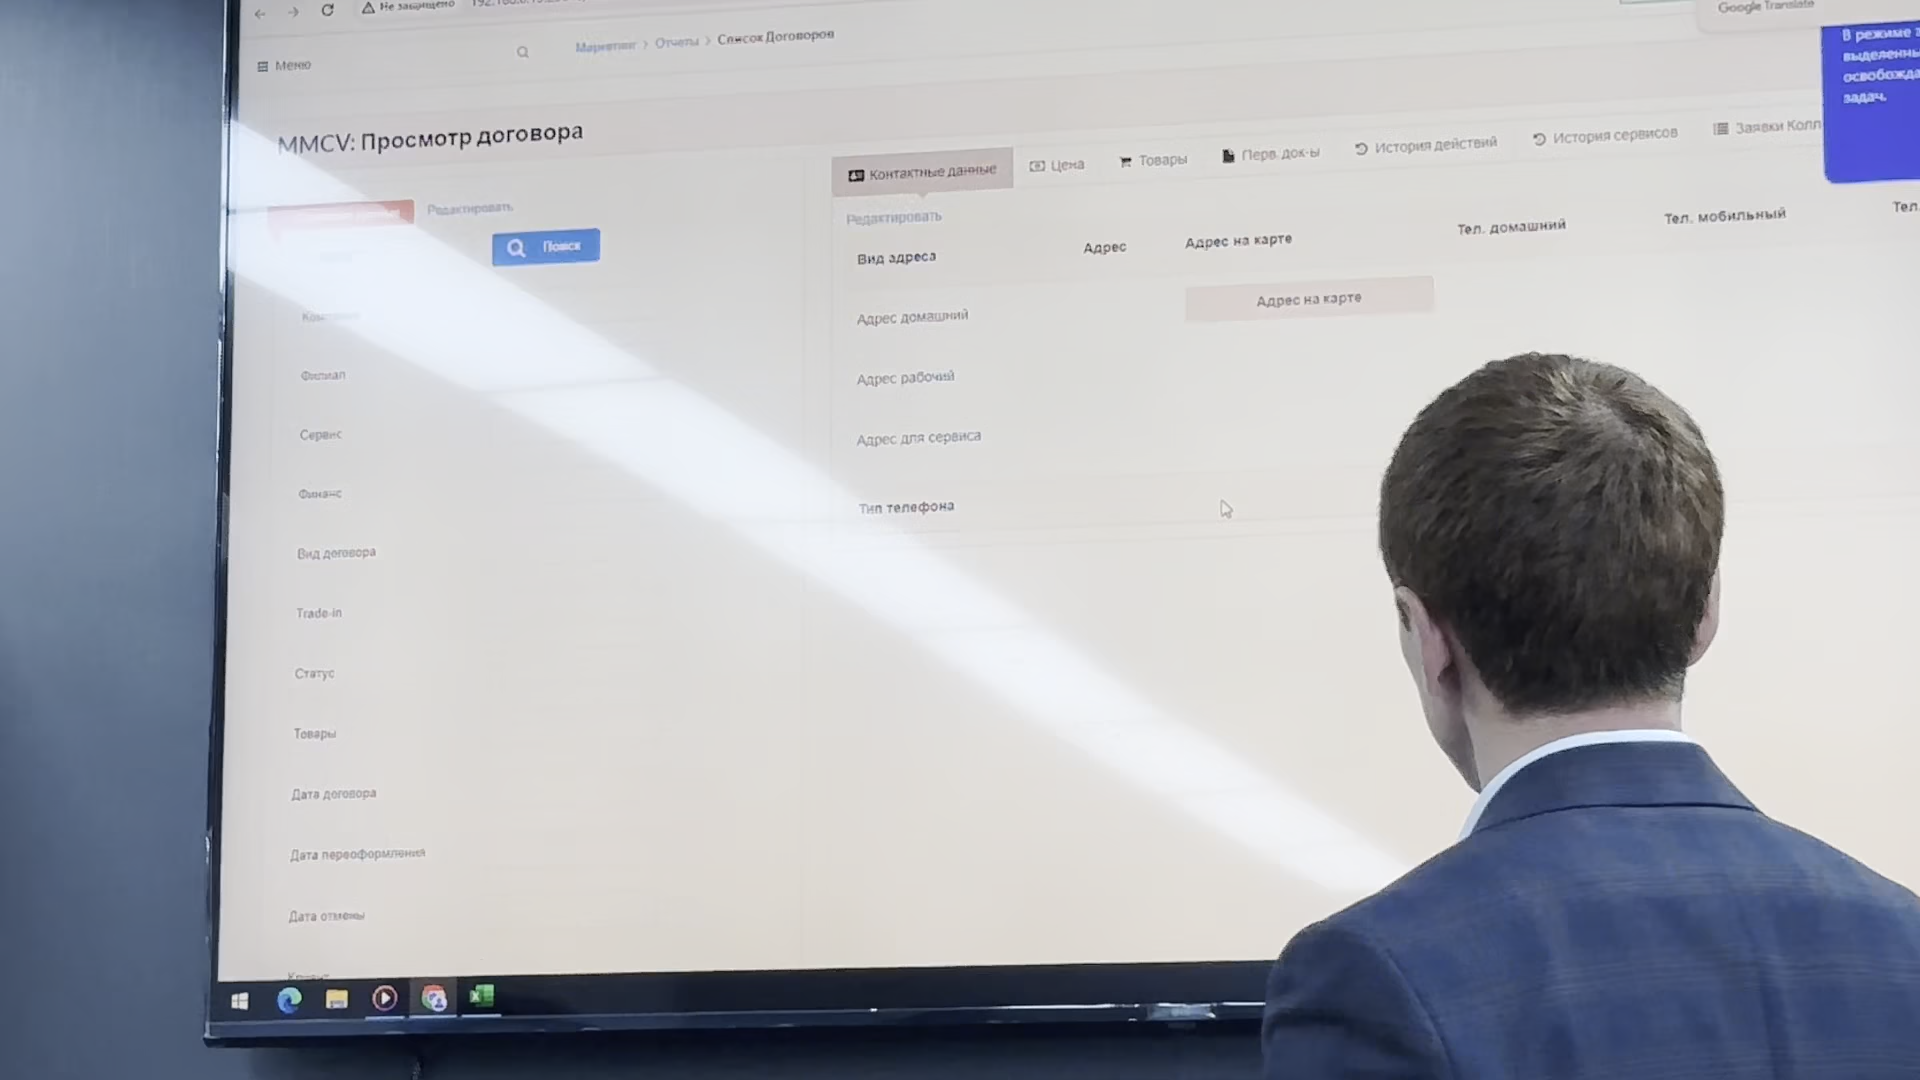 Не защищено
Google Translate
Меню
Маркетинг > Отчеты > Список Договоров
В режиме
выделенны
освобожда
задач.
MMCV: Просмотр договора
Редактировать
Поиск
Филиал
Сервис
Финанс
Вид договора
Trade-in
Статус
Товары
Дата договора
Дата переоформления
Дата отмены
Контактные данные
Цена
Товары
Перв. док-ы
История действий
История сервисов
Заявки Колл
Редактировать
Вид адреса
Адрес
Адрес на карте
Тел. домашний
Тел. мобильный
Тел.
Адрес домашний
Адрес на карте
Адрес рабочий
Адрес для сервиса
Тип телефона